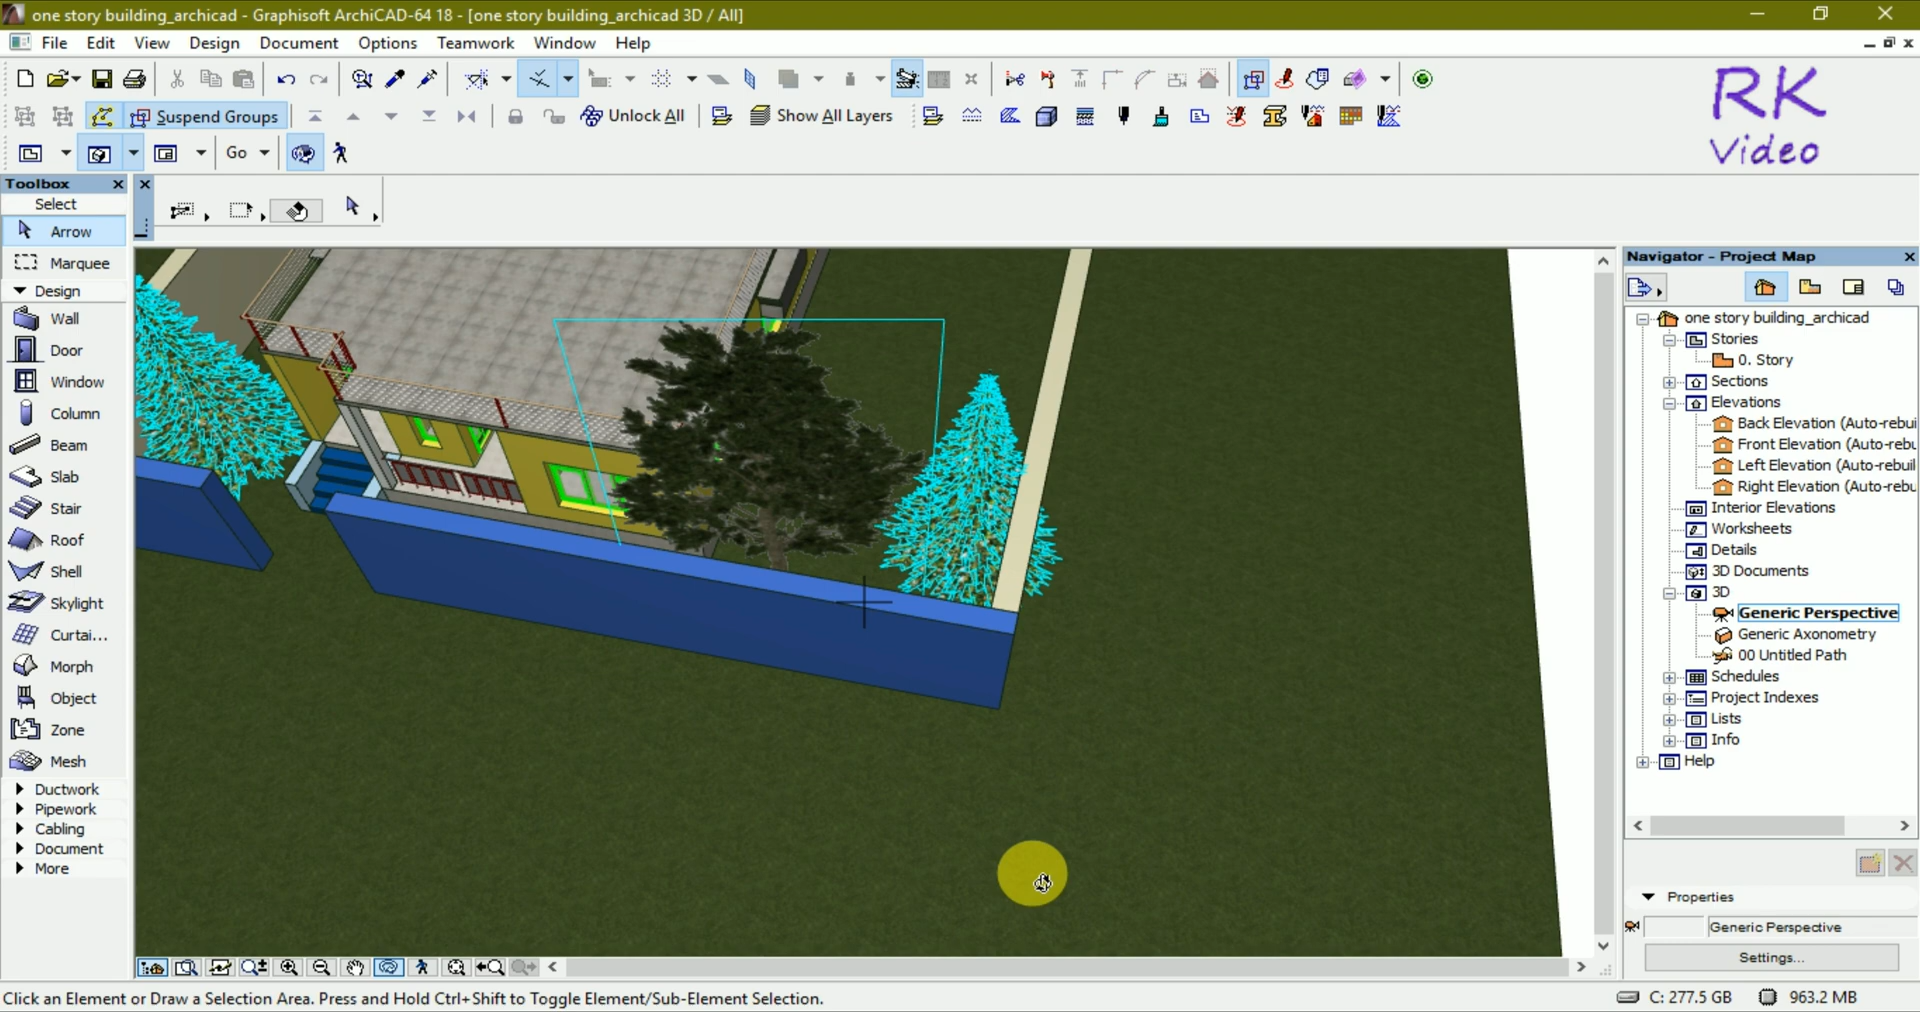 one story building_archicad - Graphisoft ArchiCAD-64 18 - [one story building_archicad 3D / All]
File Edit View Design Document Options Teamwork Window Help
Suspend Groups Unlock All Show All Layers
RK
Video
Go
Toolbox
Select
Arrow
Marquee
Design
Wall
Door
Window
Column
Beam
Slab
Stair
Roof
Shell
Skylight
Curtai...
Morph
Object
Zone
Mesh
Ductwork
Pipework
Cabling
Document
More
Navigator - Project Map
one story building_archicad
Stories
0. Story
Sections
Elevations
Back Elevation (Auto-rebui
Front Elevation (Auto-rebu
Left Elevation (Auto-rebuil
Right Elevation (Auto-rebu
Interior Elevations
Worksheets
Details
3D Documents
3D
Generic Perspective
Generic Axonometry
00 Untitled Path
Schedules
Project Indexes
Lists
Info
Help
Properties
Generic Perspective
Settings...
Click an Element or Draw a Selection Area. Press and Hold Ctrl+Shift to Toggle Element/Sub-Element Selection.
C: 277.5 GB 963.2 MB